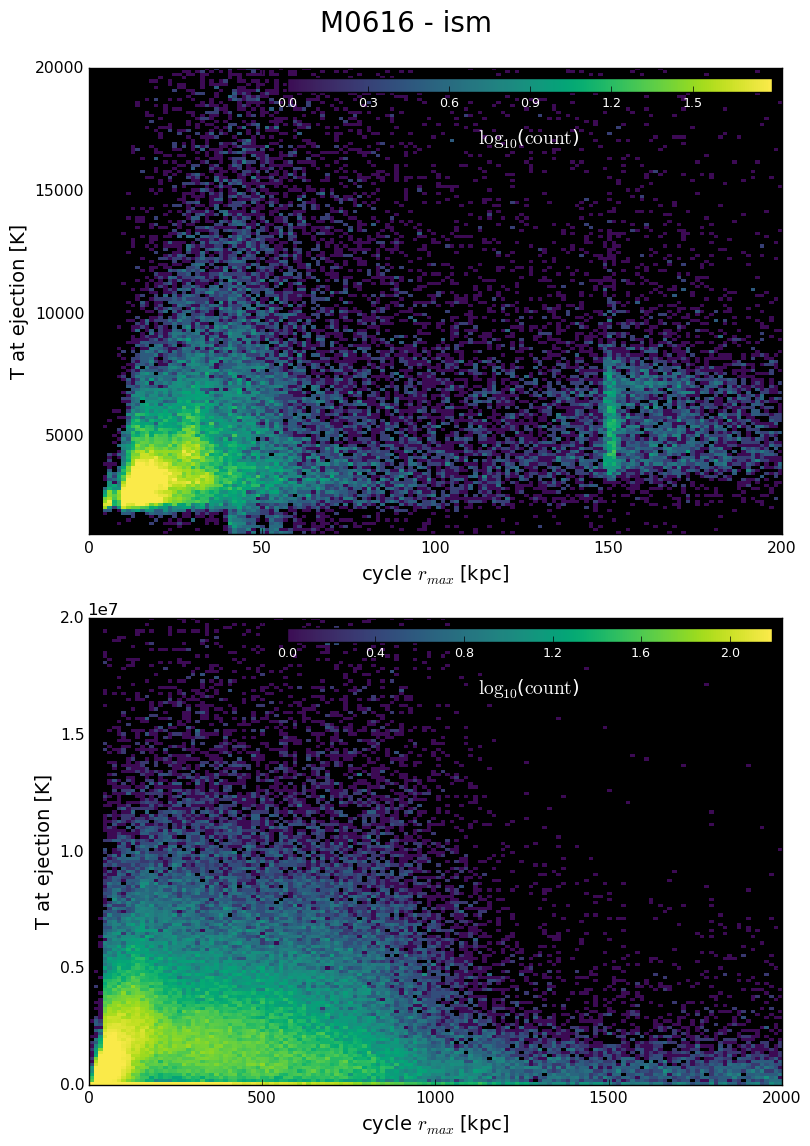 M0616 - ism
20000
15000
10000
5000
T at ejection [K]
0.0 0.3 0.6 0.9 1.2 1.5
log10(count)
0 50 100 150 200
cycle rmax [kpc]
1e7
2.0
1.5
1.0
0.5
0.0
T at ejection [K]
0.0 0.4 0.8 1.2 1.6 2.0
log10(count)
0 500 1000 1500 2000
cycle rmax [kpc]